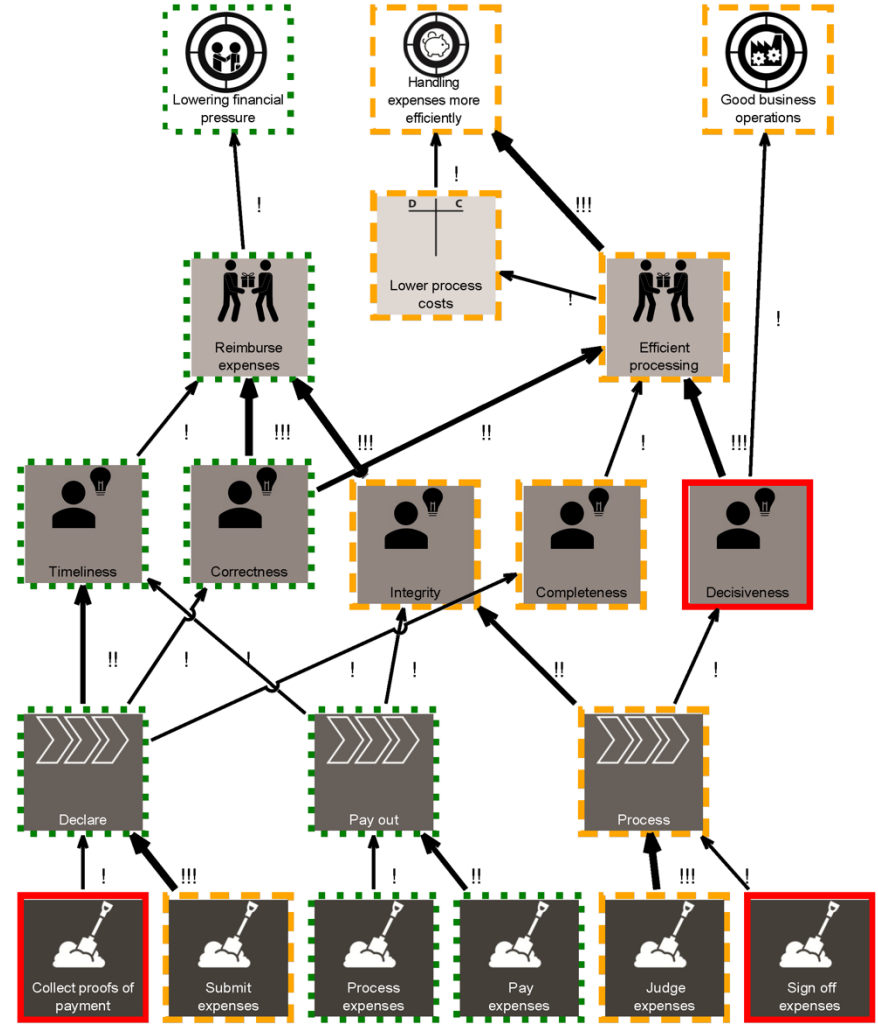 Lowering financial
pressure
Handling
expenses more
efficiently
Good business
operations
!
!
!!!
D C
Lower process
costs
!
!
Reimburse
expenses
Efficient
processing
!
!!!
!!!
!!
!
!!!
Timeliness
Correctness
Integrity
Completeness
Decisiveness
!!
!
!
!
!
!!
!
Declare
Pay out
Process
!
!!!
!
!!
!!!
!
Collect proofs of
payment
Submit
expenses
Process
expenses
Pay
expenses
Judge
expenses
Sign off
expenses